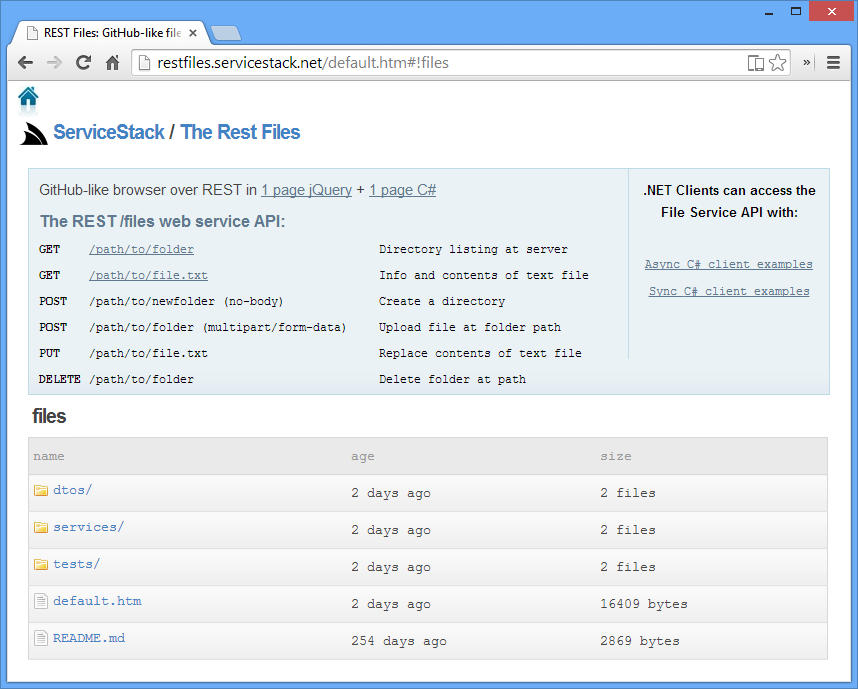 REST Files: GitHub-like file
restfiles.servicestack.net/default.htm#!files
ServiceStack / The Rest Files
GitHub-like browser over REST in 1 page jQuery + 1 page C#
The REST /files web service API:
GET /path/to/folder Directory listing at server
GET /path/to/file.txt Info and contents of text file
POST /path/to/newfolder (no-body) Create a directory
POST /path/to/folder (multipart/form-data) Upload file at folder path
PUT /path/to/file.txt Replace contents of text file
DELETE /path/to/folder Delete folder at path
.NET Clients can access the
File Service API with:
Async C# client examples
Sync C# client examples
files
name age size
dtos/ 2 days ago 2 files
services/ 2 days ago 2 files
tests/ 2 days ago 2 files
default.htm 2 days ago 16409 bytes
README.md 254 days ago 2869 bytes